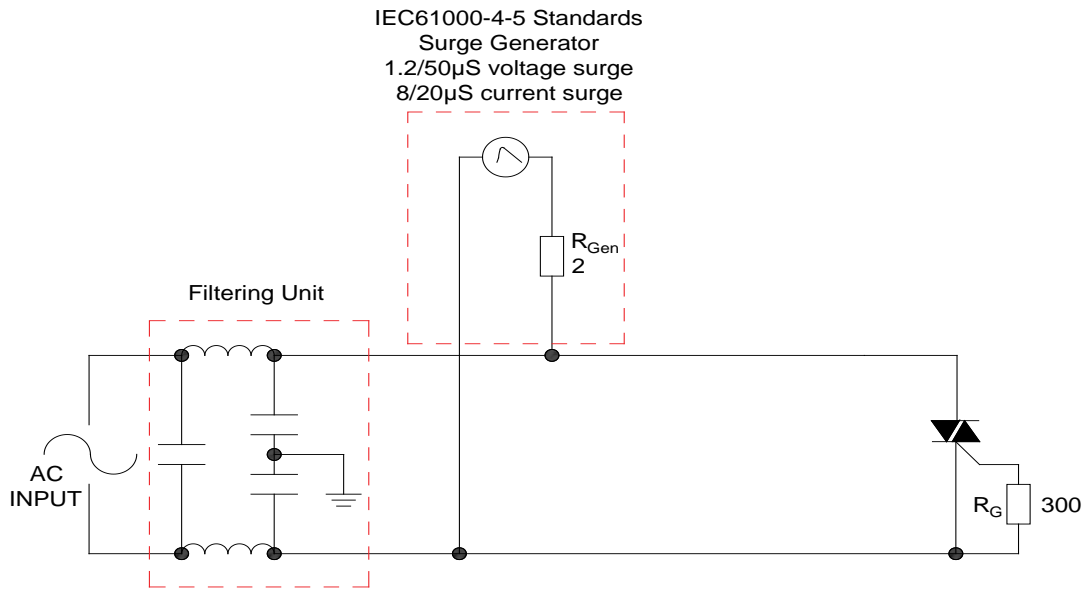 IEC61000-4-5 Standards
Surge Generator
1.2/50µS voltage surge
8/20µS current surge
R_Gen
2
Filtering Unit
AC
INPUT
R_G 300